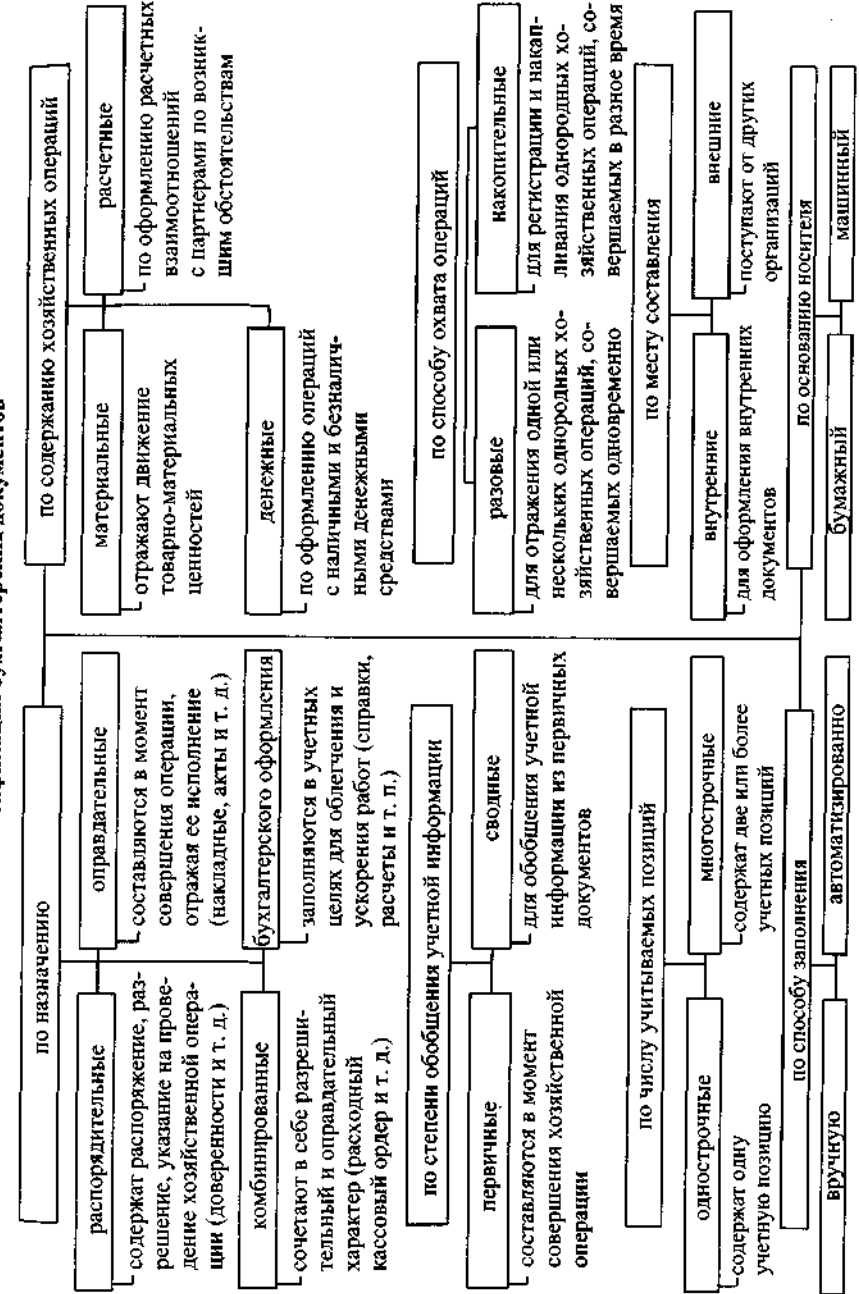 бухгалтерских документов
по назначению
распорядительные
содержат распоряжение, раз-
решение, указание на прове-
дение хозяйственной опера-
ции (доверенности и т. д.)
оправдательные
составляются в момент
совершения операции,
отражая ее исполнение
(накладные, акты и т. д.)
комбинированные
сочетают в себе разреши-
тельный и оправдательный
характер (расходный
кассовый ордер и т. д.)
бухгалтерского оформления
заполняются в учетных
целях для облегчения и
ускорения работ (справки,
расчеты и т. п.)
по содержанию хозяйственных операций
материальные
отражают движение
товарно-материальных
ценностей
расчетные
по оформлению расчетных
взаимоотношений
с партнерами по возник-
шим обстоятельствам
денежные
по оформлению операций
с наличными и безналич-
ными денежными
средствами
по степени обобщения учетной информации
первичные
составляются в момент
совершения хозяйственной
операции
сводные
для обобщения учетной
информации из первичных
документов
по способу охвата операций
разовые
для отражения одной или
нескольких однородных хо-
зяйственных операций, со-
вершаемых одновременно
накопительные
для регистрации и накап-
ливания однородных хо-
зяйственных операций, со-
вершаемых в разное время
по числу учитываемых позиций
однострочные
содержат одну
учетную позицию
многострочные
содержат две или более
учетных позиций
по месту составления
внутренние
для оформления внутренних
документов
внешние
поступают от других
организаций
по способу заполнения
вручную
автоматизированно
по основанию носителя
бумажный
машинный